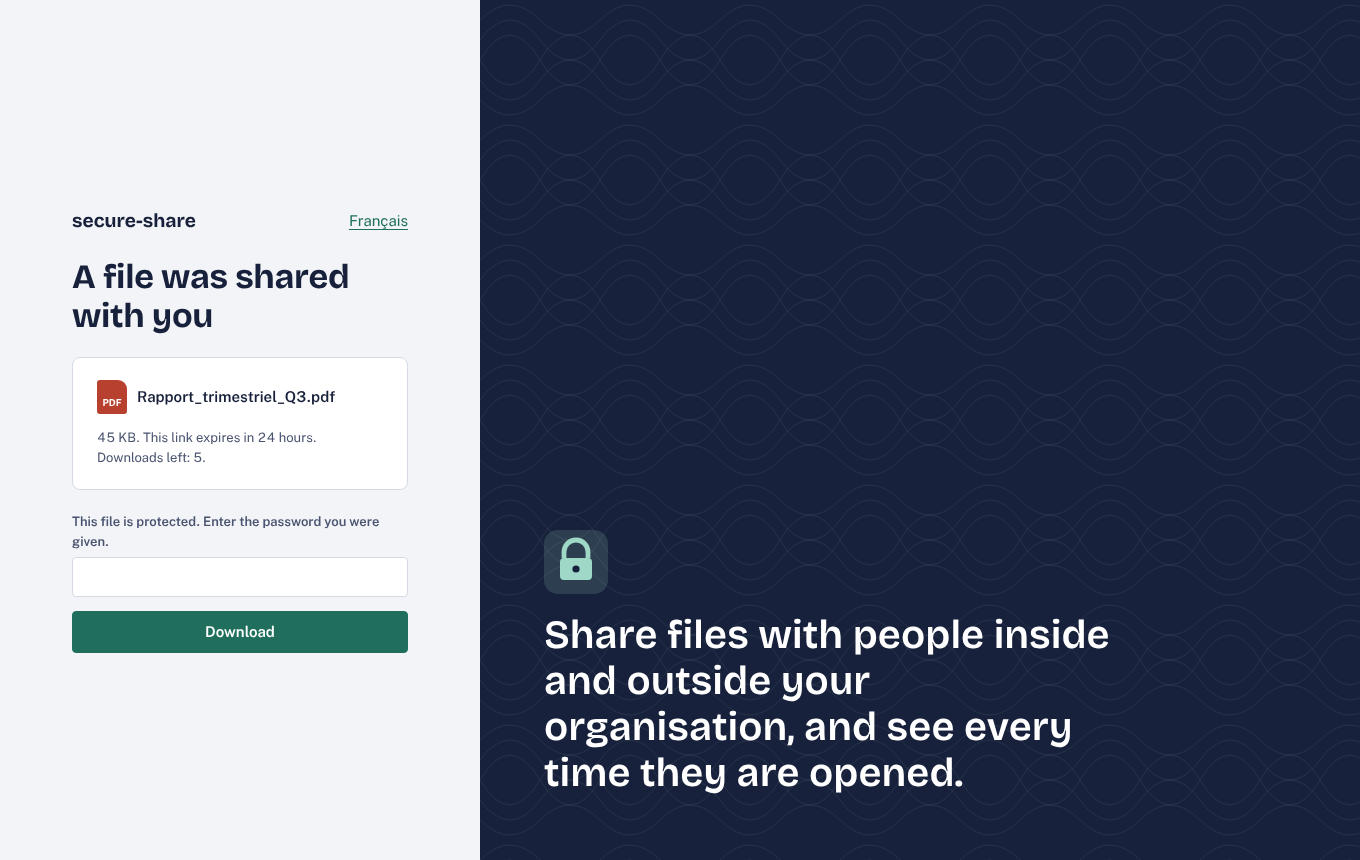 secure-share
Français
A file was shared
with you
PDF
Rapport_trimestriel_Q3.pdf
45 KB. This link expires in 24 hours.
Downloads left: 5.
This file is protected. Enter the password you were
given.
Download
Share files with people inside
and outside your
organisation, and see every
time they are opened.